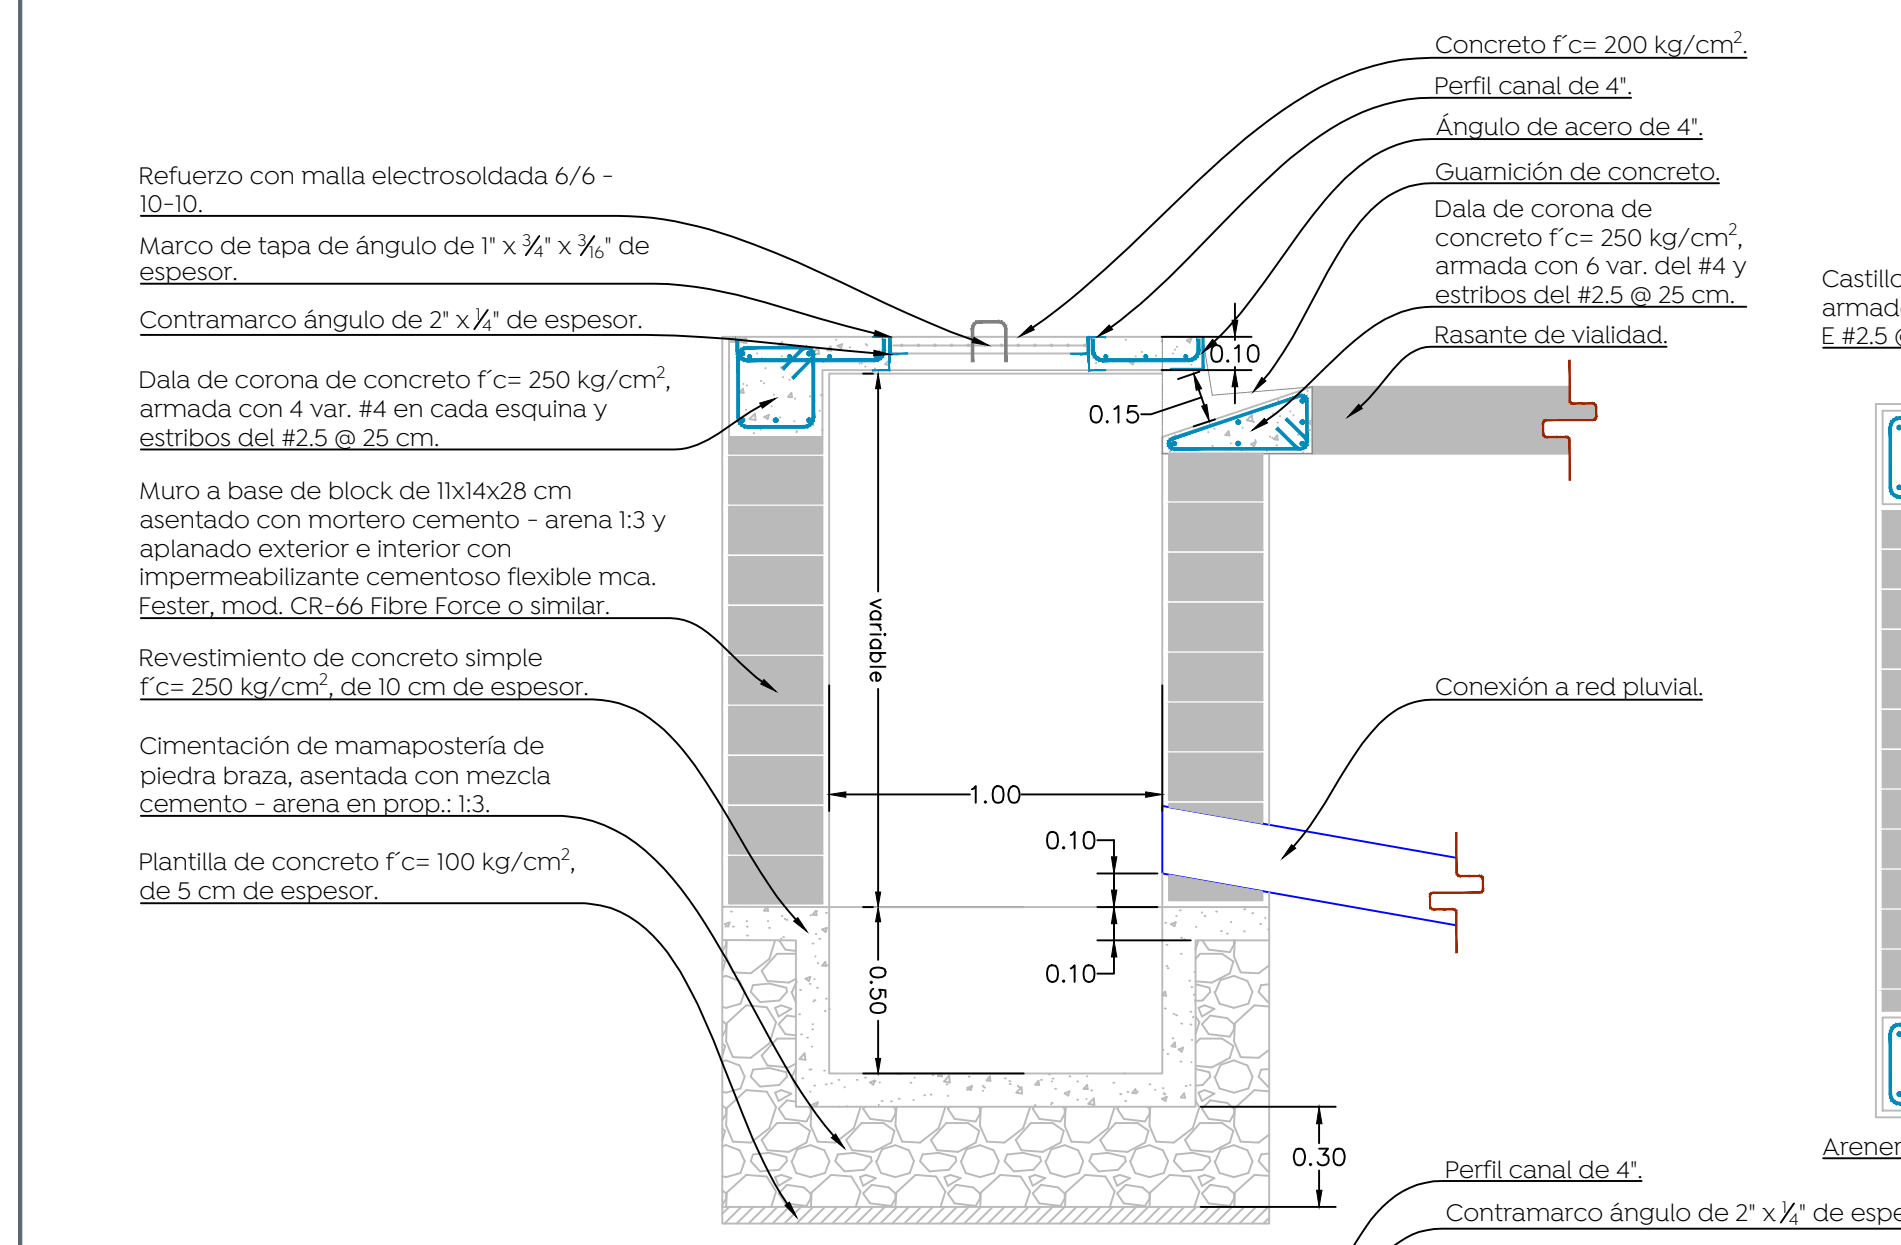 Refuerzo con malla electrosoldada 6/6 -
10-10.
Marco de tapa de ángulo de 1" x 3/4" x 3/16" de
espesor.
Contramarco ángulo de 2" x 1/4" de espesor.
Dala de corona de concreto f´c= 250 kg/cm²,
armada con 4 var. #4 en cada esquina y
estribos del #2.5 @ 25 cm.
Muro a base de block de 11x14x28 cm
asentado con mortero cemento - arena 1:3 y
aplanado exterior e interior con
impermeabilizante cementoso flexible mca.
Fester, mod. CR-66 Fibre Force o similar.
Revestimiento de concreto simple
f´c= 250 kg/cm², de 10 cm de espesor.
Cimentación de mamapostería de
piedra braza, asentada con mezcla
cemento - arena en prop.: 1:3.
Plantilla de concreto f´c= 100 kg/cm²,
de 5 cm de espesor.
Concreto f´c= 200 kg/cm².
Perfil canal de 4".
Ángulo de acero de 4".
Guarnición de concreto.
Dala de corona de
concreto f´c= 250 kg/cm²,
armada con 6 var. del #4 y
estribos del #2.5 @ 25 cm.
Rasante de vialidad.
0.10
0.15
variable
1.00
0.10
0.50
0.10
0.30
Conexión a red pluvial.
Perfil canal de 4".
Contramarco ángulo de 2" x 1/4" de espe
Castillo
armad
E #2.5 @
Arener